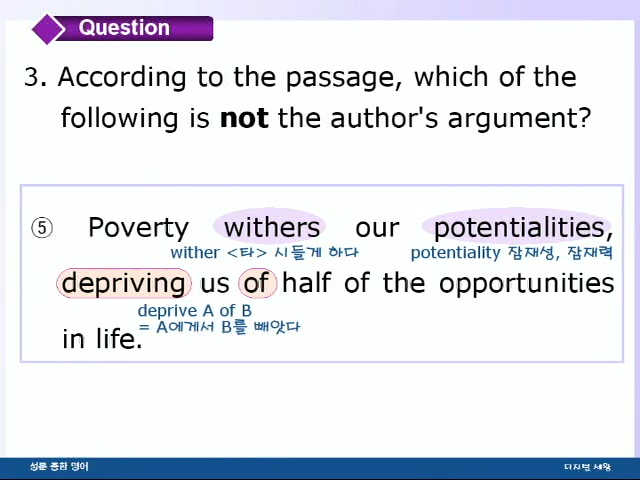 Question
3. According to the passage, which of the
following is not the author's argument?
⑤ Poverty withers our potentialities,
wither <타> 시들게 하다 potentiality 잠재성, 잠재력
depriving us of half of the opportunities
deprive A of B
= A에게서 B를 빼앗다
in life.
성문 종합 영어 디지털 세왕